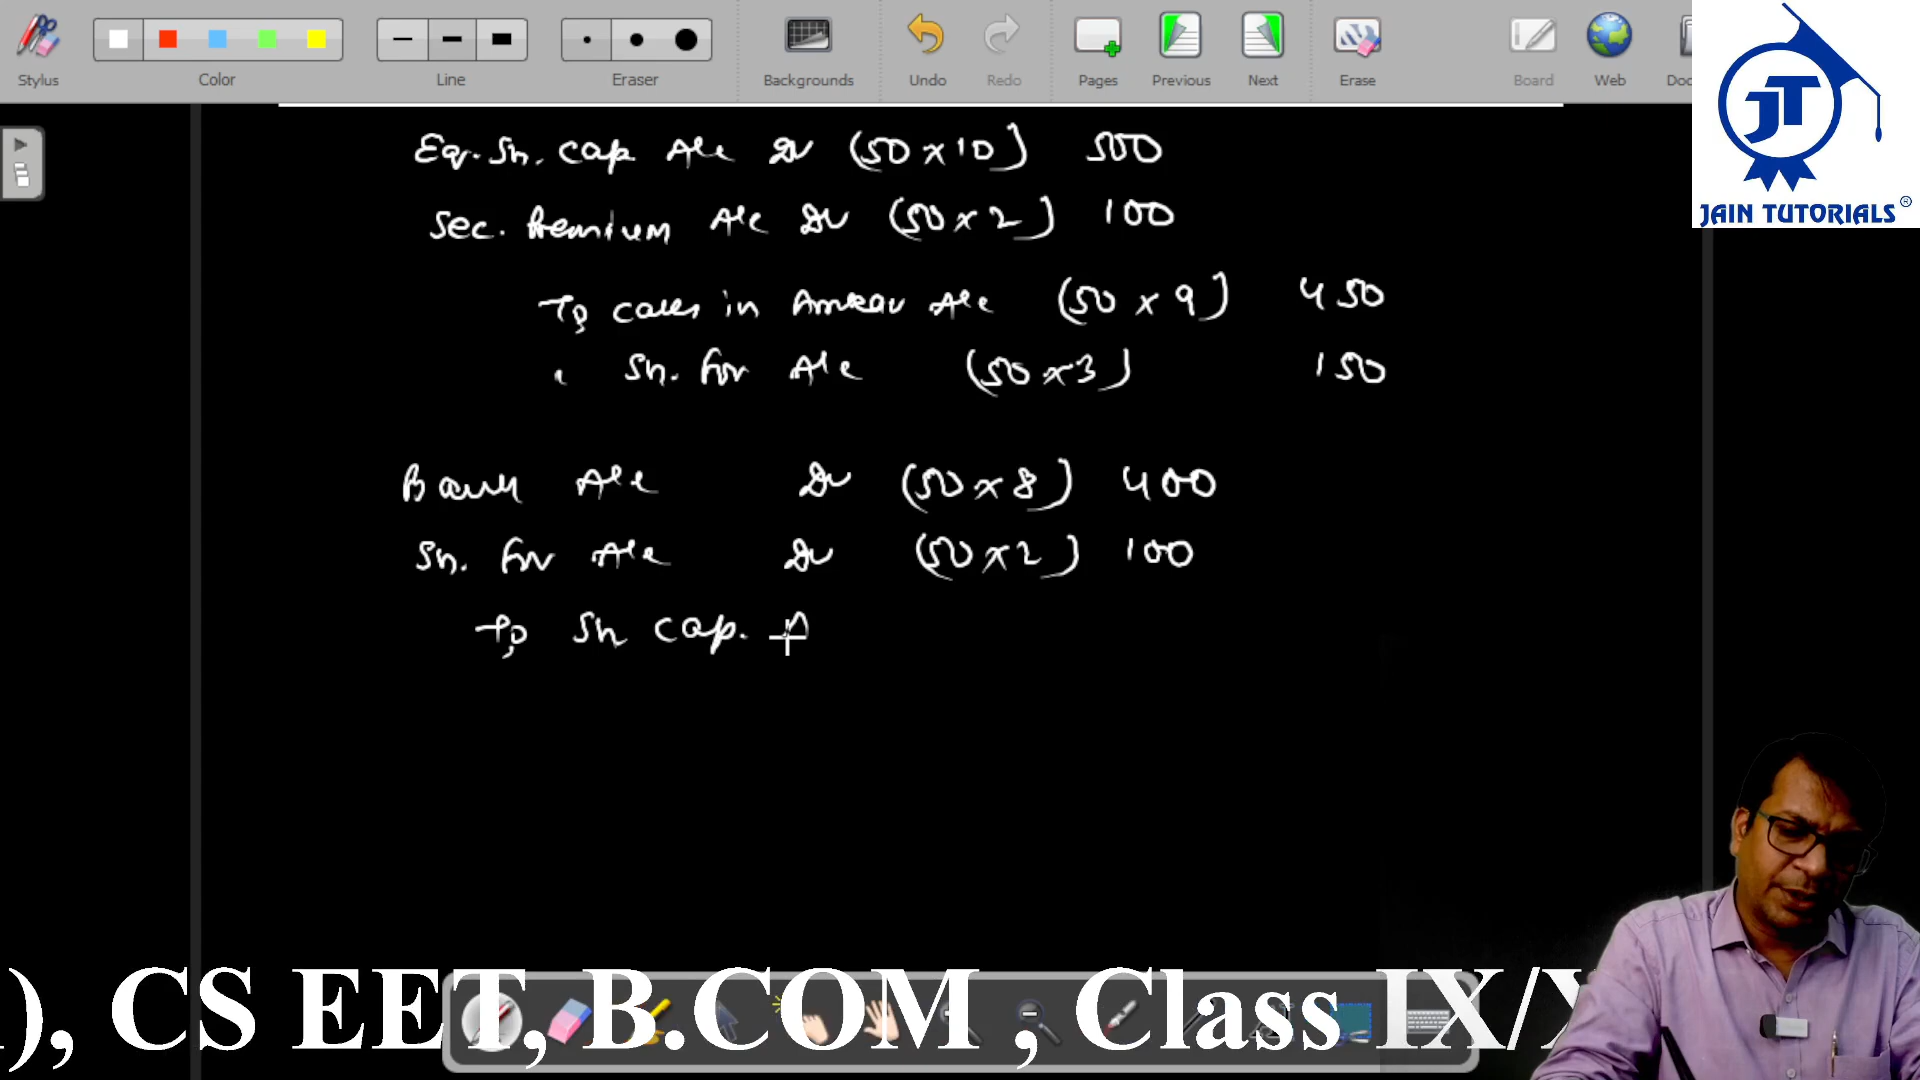 Stylus Color Line Eraser Backgrounds Undo Redo Pages Previous Next Erase Board Web Doc
JT
JAIN TUTORIALS®
Eq. Sh. Cap A/c Dr (50 x 10) 500
Sec. Premium A/c Dr (50 x 2) 100
To Calls in Arrear A/c (50 x 9) 450
" Sh. For A/c (50 x 3) 150
Bank A/c Dr (50 x 8) 400
Sh. For A/c Dr (50 x 2) 100
To Sh Cap. A
), CS EET, B.COM , Class IX/X